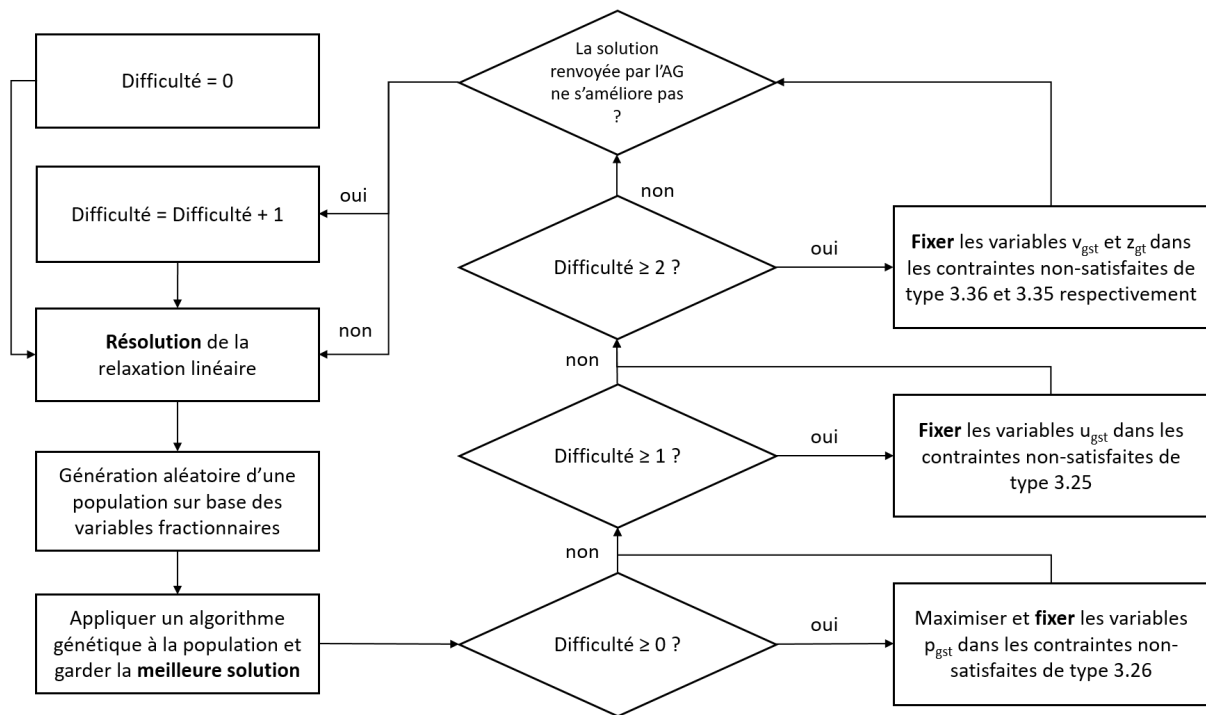 Difficulté = 0
Difficulté = Difficulté + 1
oui
non
Résolution de la
relaxation linéaire
Génération aléatoire d'une
population sur base des
variables fractionnaires
Appliquer un algorithme
génétique à la population et
garder la meilleure solution
Difficulté ≥ 0 ?
oui
non
Maximiser et fixer les variables
pgst dans les contraintes non-
satisfaites de type 3.26
Difficulté ≥ 1 ?
oui
non
Fixer les variables ugst dans les
contraintes non-satisfaites de
type 3.25
Difficulté ≥ 2 ?
oui
non
Fixer les variables vgst et zgt dans
les contraintes non-satisfaites de
type 3.36 et 3.35 respectivement
La solution
renvoyée par l'AG
ne s'améliore pas
?